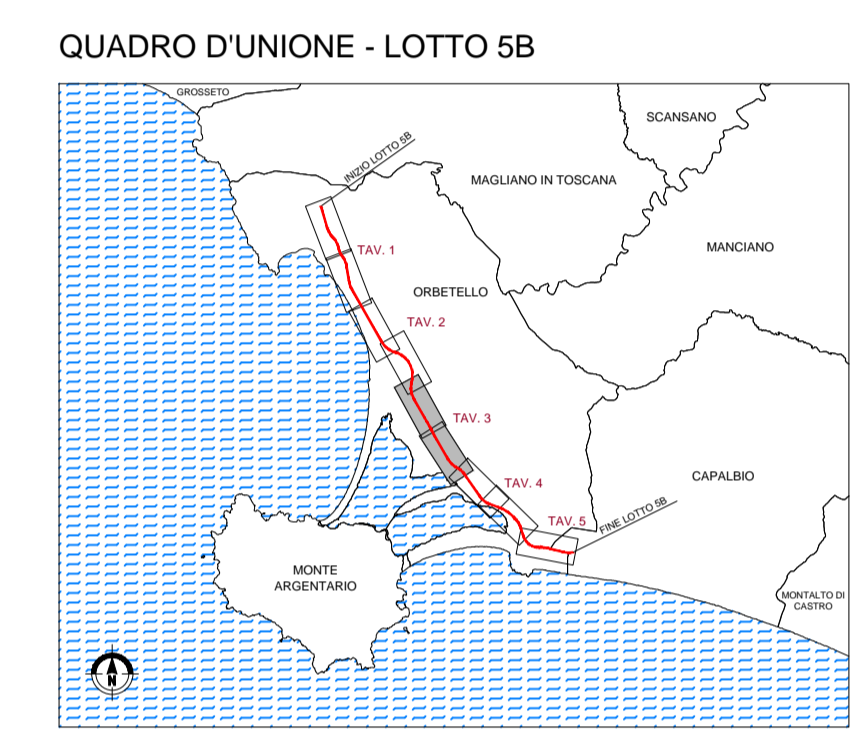 QUADRO D'UNIONE - LOTTO 5B
GROSSETO
SCANSANO
INIZIO LOTTO 5B
MAGLIANO IN TOSCANA
MANCIANO
TAV. 1
ORBETELLO
TAV. 2
TAV. 3
CAPALBIO
TAV. 4
TAV. 5
FINE LOTTO 5B
MONTE
ARGENTARIO
MONTALTO DI
CASTRO
N